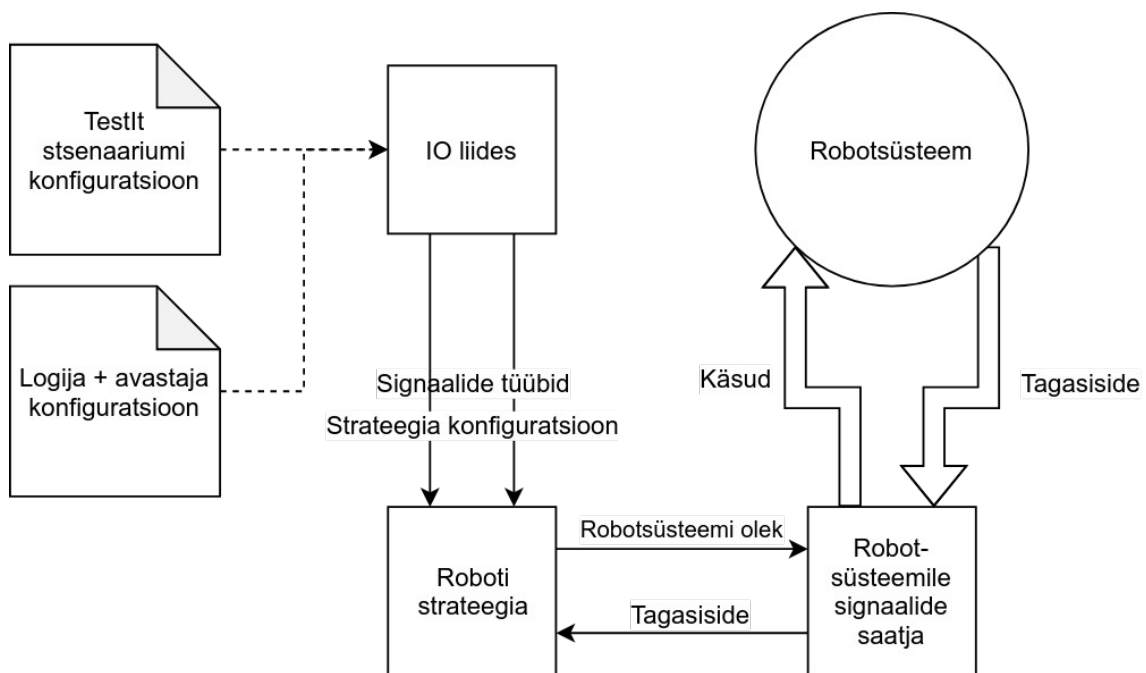 TestIt
stsenaariumi
konfiguratsioon
IO liides
Robotsüsteem
Logija + avastaja
konfiguratsioon
Signaalide tüübid
Strateegia konfiguratsioon
Käsud
Tagasiside
Roboti
strateegia
Robotsüsteemi olek
Tagasiside
Robot-
süsteemile
signaalide
saatja